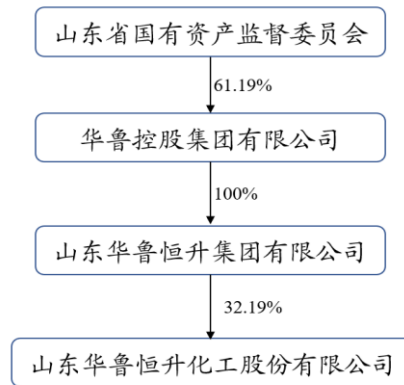 山东省国有资产监督委员会
61.19%
华鲁控股集团有限公司
100%
山东华鲁恒升集团有限公司
32.19%
山东华鲁恒升化工股份有限公司